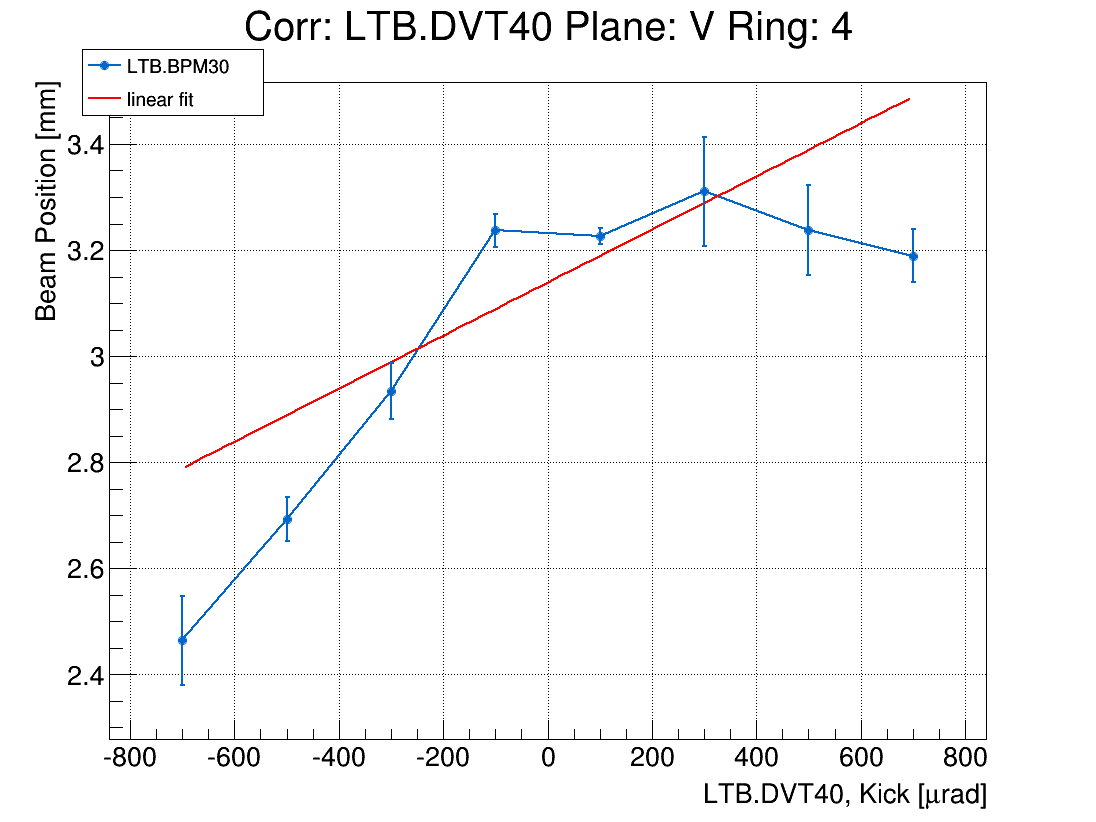 Corr: LTB.DVT40 Plane: V Ring: 4
LTB.BPM30
linear fit
Beam Position [mm]
3.4
3.2
3
2.8
2.6
2.4
-800 -600 -400 -200 0 200 400 600 800
LTB.DVT40, Kick [μrad]